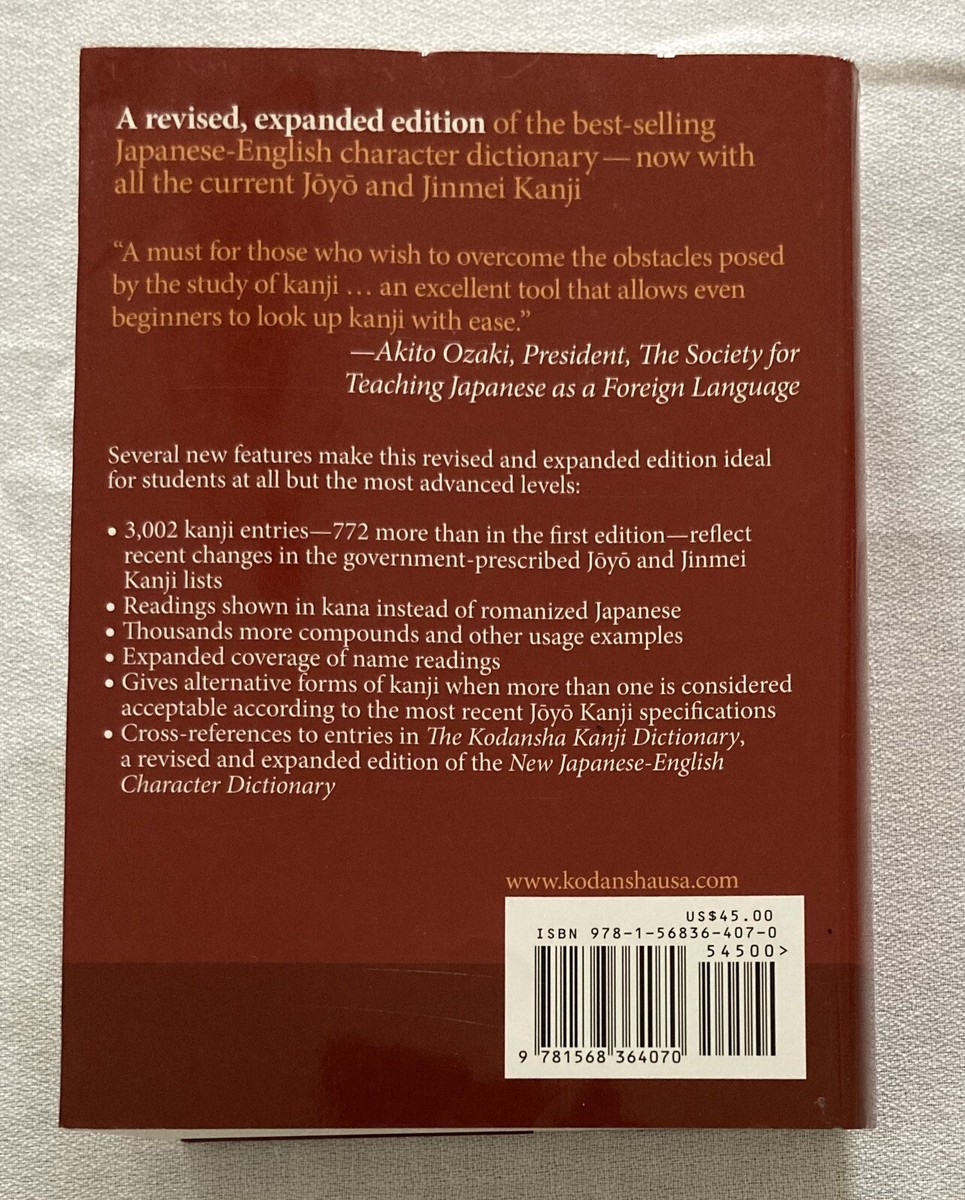 A revised, expanded edition of the best-selling
Japanese-English character dictionary—now with
all the current Jōyō and Jinmei Kanji
“A must for those who wish to overcome the obstacles posed
by the study of kanji … an excellent tool that allows even
beginners to look up kanji with ease.”
—Akito Ozaki, President, The Society for
Teaching Japanese as a Foreign Language
Several new features make this revised and expanded edition ideal
for students at all but the most advanced levels:
• 3,002 kanji entries—772 more than in the first edition—reflect
recent changes in the government-prescribed Jōyō and Jinmei
Kanji lists
• Readings shown in kana instead of romanized Japanese
• Thousands more compounds and other usage examples
• Expanded coverage of name readings
• Gives alternative forms of kanji when more than one is considered
acceptable according to the most recent Jōyō Kanji specifications
• Cross-references to entries in The Kodansha Kanji Dictionary,
a revised and expanded edition of the New Japanese-English
Character Dictionary
www.kodanshausa.com
US$45.00
ISBN 978-1-56836-407-0
54500>
9 781568 364070